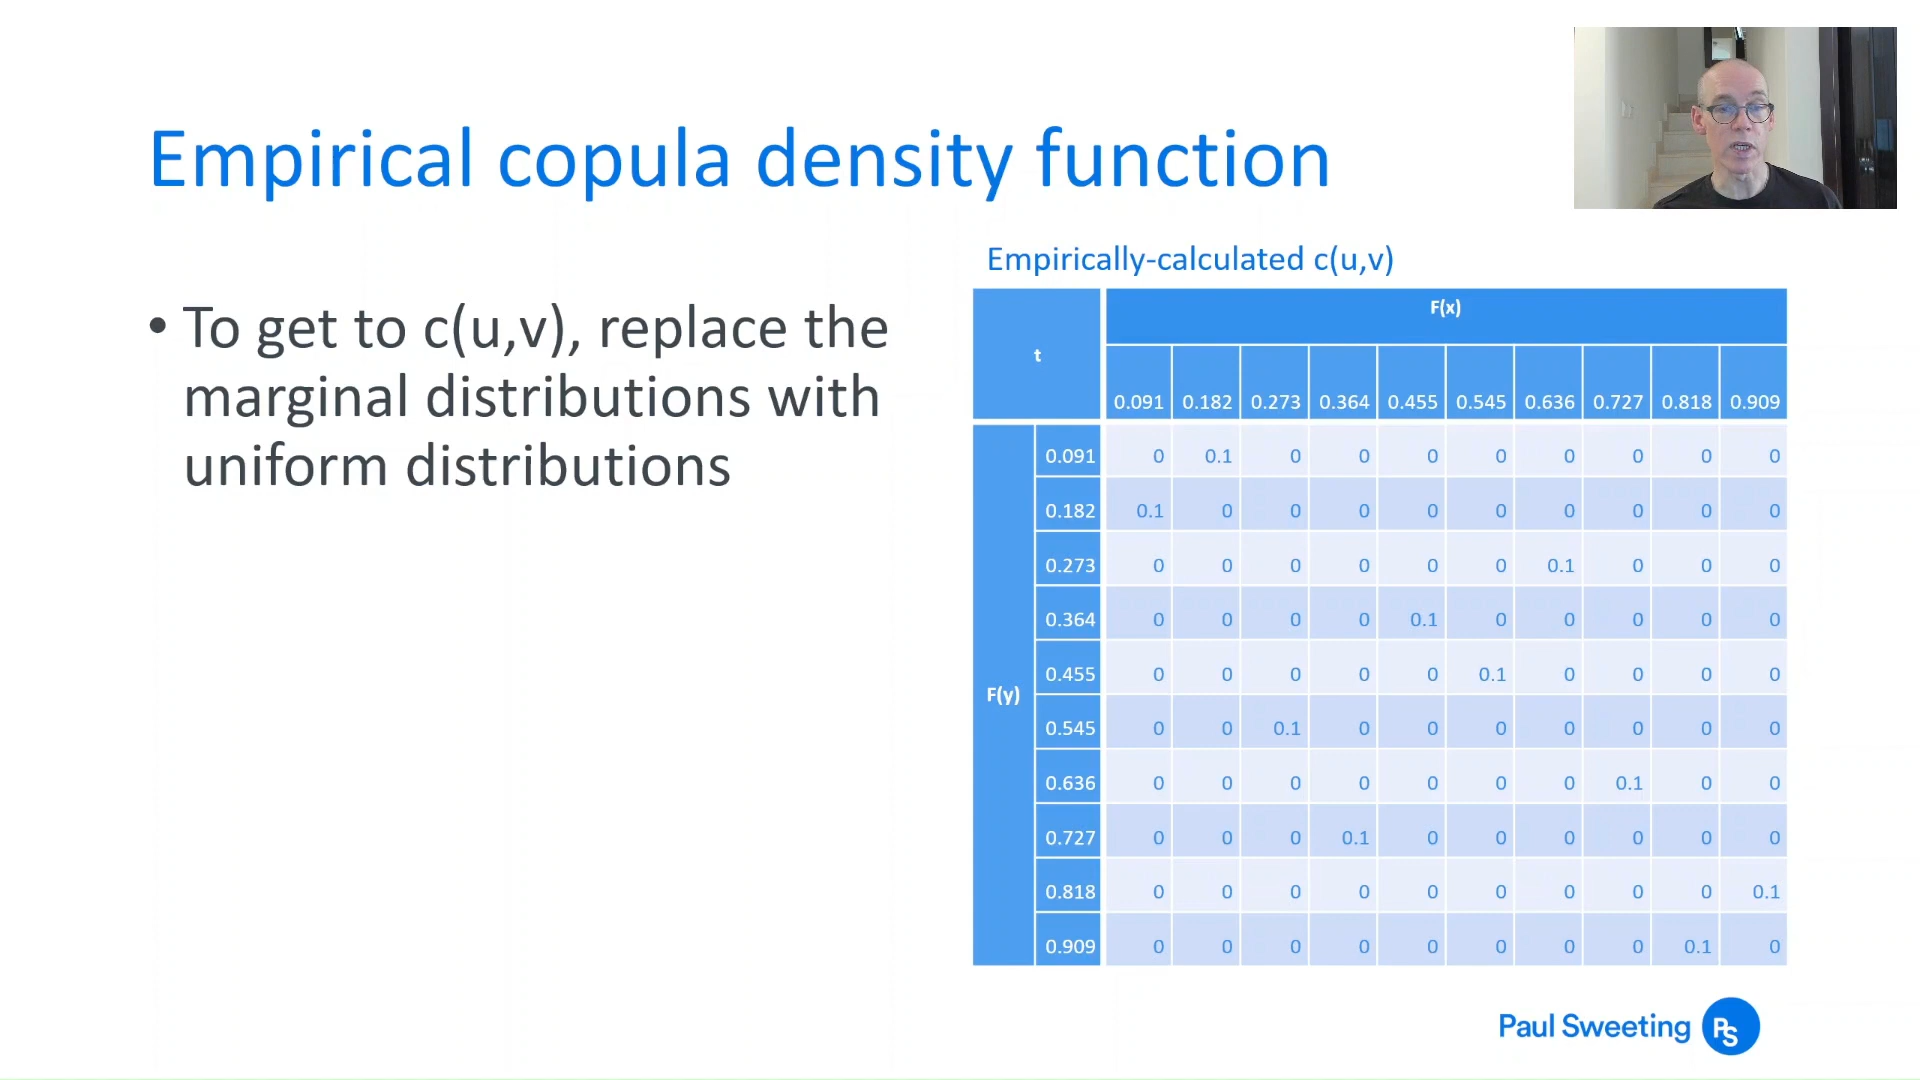 Empirical copula density function
• To get to c(u,v), replace the
marginal distributions with
uniform distributions
Empirically-calculated c(u,v)
t
F(x)
0.091 0.182 0.273 0.364 0.455 0.545 0.636 0.727 0.818 0.909
F(y)
0.091 0 0.1 0 0 0 0 0 0 0 0
0.182 0.1 0 0 0 0 0 0 0 0 0
0.273 0 0 0 0 0 0 0.1 0 0 0
0.364 0 0 0 0 0.1 0 0 0 0 0
0.455 0 0 0 0 0 0.1 0 0 0 0
0.545 0 0 0.1 0 0 0 0 0 0 0
0.636 0 0 0 0 0 0 0 0.1 0 0
0.727 0 0 0 0.1 0 0 0 0 0 0
0.818 0 0 0 0 0 0 0 0 0 0.1
0.909 0 0 0 0 0 0 0 0 0.1 0
Paul Sweeting PS